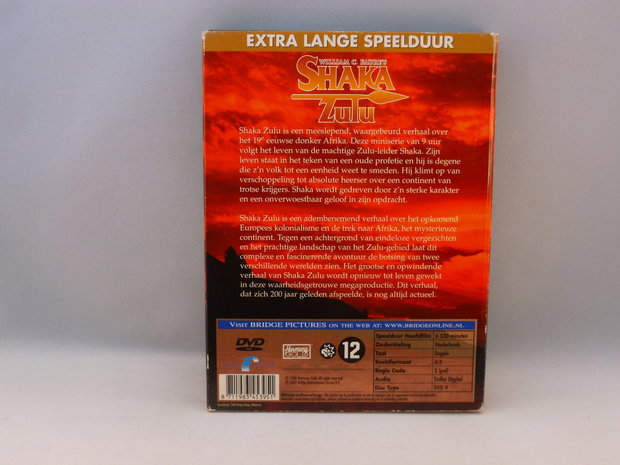 EXTRA LANGE SPEELDUUR
WILLIAM C. FAURE'S
SHAKA
ZULU
Shaka Zulu is een meeslepend, waargebeurd verhaal over
het 19e eeuwse donker Afrika. Deze miniserie van 9 uur
volgt het leven van de machtige Zulu-leider Shaka. Zijn
leven staat in het teken van een oude profetie en hij is degene
die z'n volk tot een eenheid weet te smeden. Hij klimt op van
verschoppeling tot absolute heerser over een continent van
trotse krijgers. Shaka wordt gedreven door z'n sterke karakter
en een onverwoestbaar geloof in zijn opdracht.
Shaka Zulu is een adembenemend verhaal over het opkomend
Europees kolonialisme en de trek naar Afrika, het mysterieuze
continent. Tegen een achtergrond van eindeloze vergezichten
en het prachtige landschap van het Zulu-gebied laat dit
complexe en fascinerende avontuur de botsing van twee
verschillende werelden zien. Het grootse en opwindende
verhaal van Shaka Zulu wordt opnieuw tot leven gewekt
in deze waarheidsgetrouwe megaproductie. Dit verhaal,
dat zich 200 jaar geleden afspeelde, is nog altijd actueel.
VISIT BRIDGE PICTURES ON THE WEB AT: WWW.BRIDGEONLINE.NL
DVD
VIDEO
Harmony
GOLD
12
Speelduur Hoofdfilm ± 530 minuten
Ondertiteling Nederlands
Taal Engels
Beeldformaat 4:3
Regio Code 2 (pal)
Audio Dolby Digital
Disc Type DVD 9
Waarschuwing:
8 711983 453951